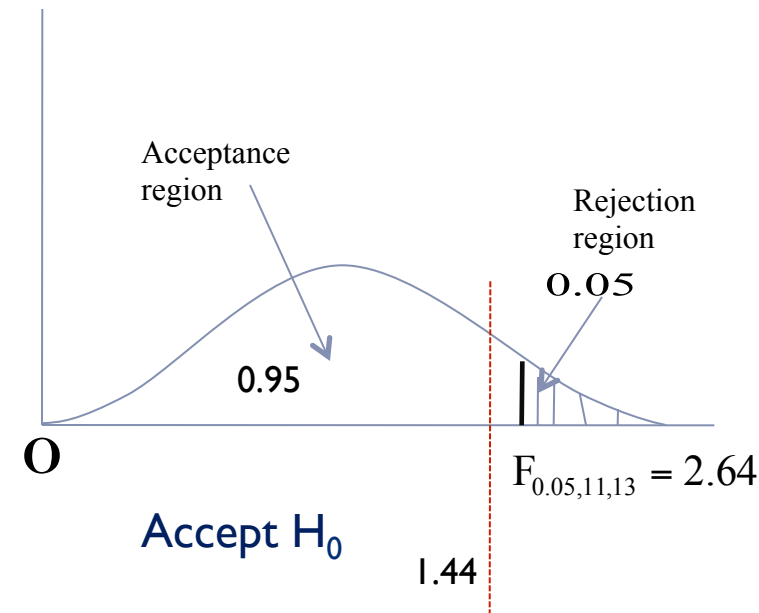 Acceptance
region
Rejection
region
0.05
0.95
O
F0.05,11,13 = 2.64
Accept H0
1.44